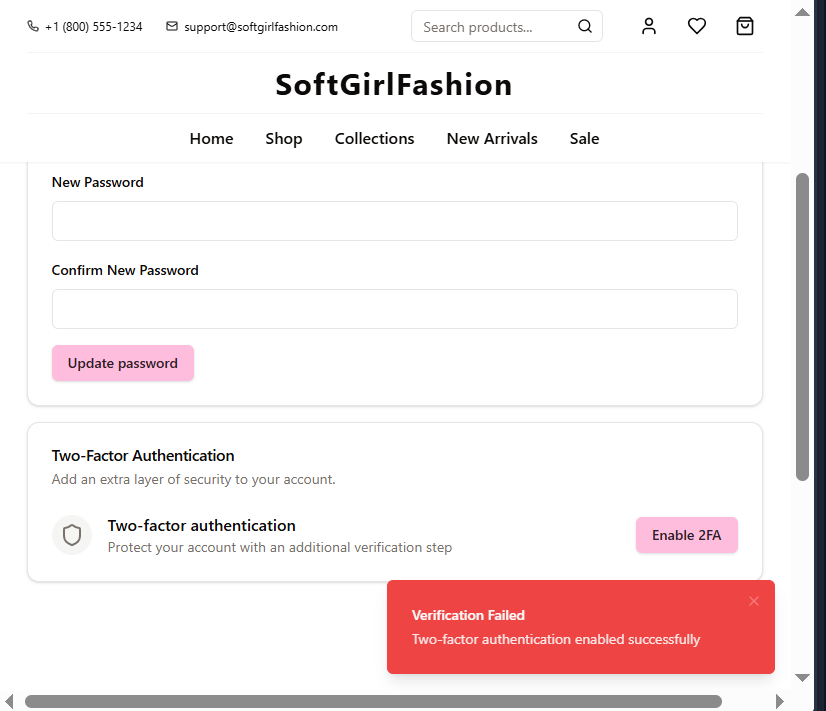 +1 (800) 555-1234 support@softgirlfashion.com Search products...
SoftGirlFashion
Home Shop Collections New Arrivals Sale
New Password
Confirm New Password
Update password
Two-Factor Authentication
Add an extra layer of security to your account.
Two-factor authentication
Protect your account with an additional verification step
Enable 2FA
Verification Failed
Two-factor authentication enabled successfully